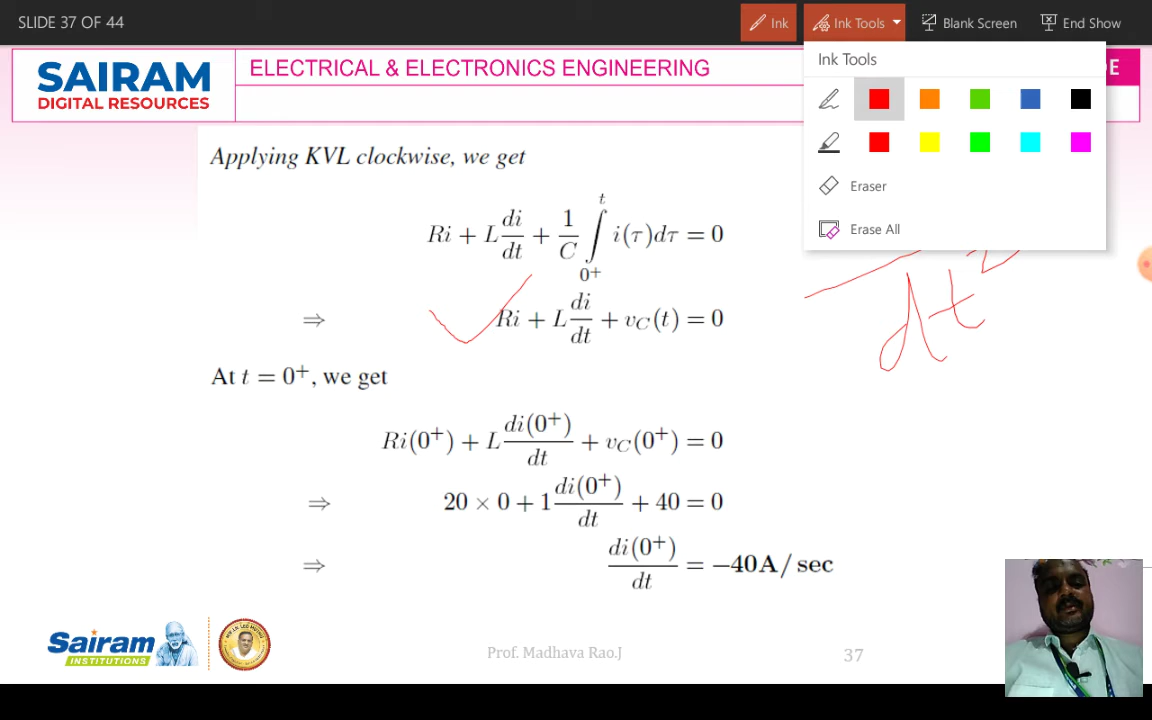 SLIDE 37 OF 44
Ink
Ink Tools
Blank Screen
End Show
Ink Tools
Eraser
Erase All
SAIRAM
DIGITAL RESOURCES
ELECTRICAL & ELECTRONICS ENGINEERING
Applying KVL clockwise, we get
Ri + L di/dt + 1/C ∫_{0+}^{t} i(τ)dτ = 0
⇒ Ri + L di/dt + v_C(t) = 0
dt²
At t = 0⁺, we get
Ri(0⁺) + L di(0⁺)/dt + v_C(0⁺) = 0
⇒ 20 × 0 + 1 di(0⁺)/dt + 40 = 0
⇒ di(0⁺)/dt = −40A/ sec
Sairam
INSTITUTIONS
Prof. Madhava Rao.J
37